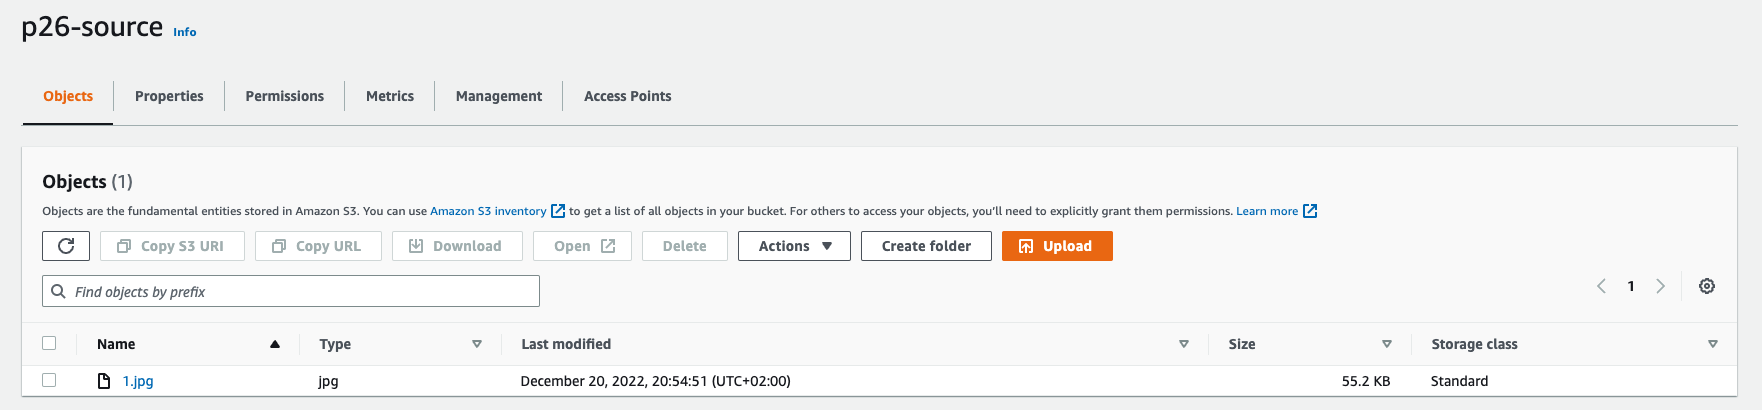 p26-source Info
Objects Properties Permissions Metrics Management Access Points
Objects (1)
Objects are the fundamental entities stored in Amazon S3. You can use Amazon S3 inventory to get a list of all objects in your bucket. For others to access your objects, you'll need to explicitly grant them permissions. Learn more
Copy S3 URI Copy URL Download Open Delete Actions Create folder Upload
Find objects by prefix 1
Name Type Last modified Size Storage class
1.jpg jpg December 20, 2022, 20:54:51 (UTC+02:00) 55.2 KB Standard